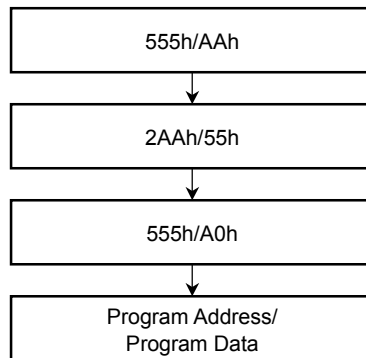 555h/AAh
2AAh/55h
555h/A0h
Program Address/
Program Data